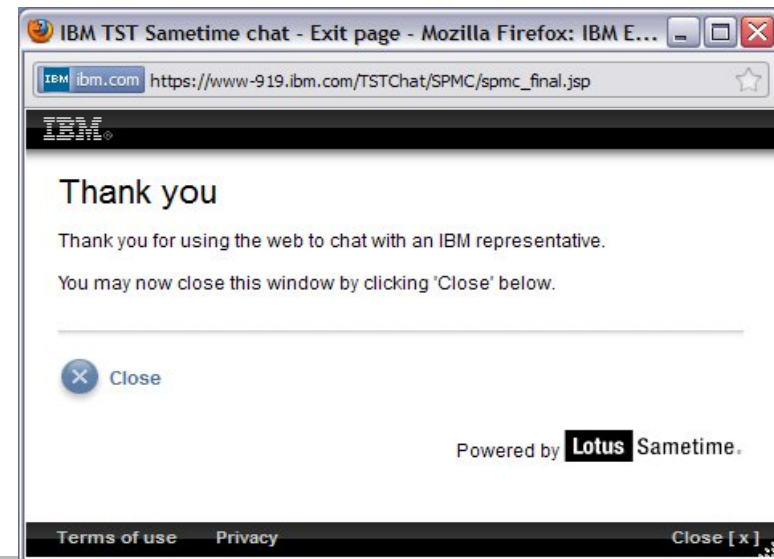 IBM TST Sametime chat - Exit page - Mozilla Firefox: IBM E...
IBM ibm.com https://www-919.ibm.com/TSTChat/SPMC/spmc_final.jsp
IBM®
Thank you
Thank you for using the web to chat with an IBM representative.
You may now close this window by clicking 'Close' below.
Close
Powered by Lotus Sametime.
Terms of use Privacy Close [ x ]